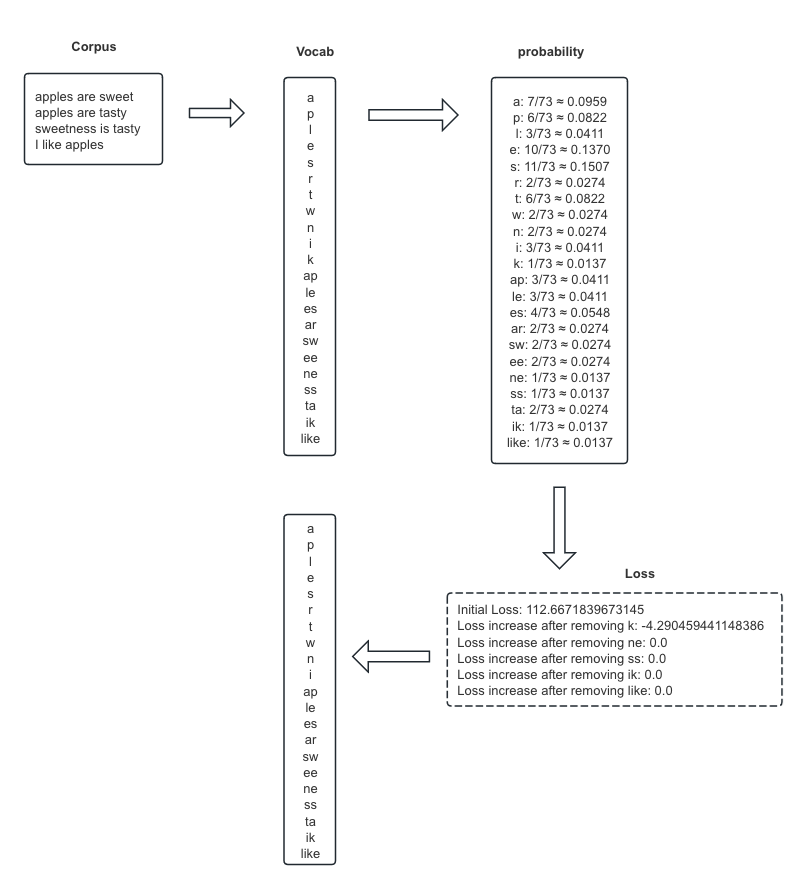 Corpus
apples are sweet
apples are tasty
sweetness is tasty
I like apples
Vocab
a
p
l
e
s
r
t
w
n
i
k
ap
le
es
ar
sw
ee
ne
ss
ta
ik
like
probability
a: 7/73 ≈ 0.0959
p: 6/73 ≈ 0.0822
l: 3/73 ≈ 0.0411
e: 10/73 ≈ 0.1370
s: 11/73 ≈ 0.1507
r: 2/73 ≈ 0.0274
t: 6/73 ≈ 0.0822
w: 2/73 ≈ 0.0274
n: 2/73 ≈ 0.0274
i: 3/73 ≈ 0.0411
k: 1/73 ≈ 0.0137
ap: 3/73 ≈ 0.0411
le: 3/73 ≈ 0.0411
es: 4/73 ≈ 0.0548
ar: 2/73 ≈ 0.0274
sw: 2/73 ≈ 0.0274
ee: 2/73 ≈ 0.0274
ne: 1/73 ≈ 0.0137
ss: 1/73 ≈ 0.0137
ta: 2/73 ≈ 0.0274
ik: 1/73 ≈ 0.0137
like: 1/73 ≈ 0.0137
Loss
Initial Loss: 112.6671839673145
Loss increase after removing k: -4.290459441148386
Loss increase after removing ne: 0.0
Loss increase after removing ss: 0.0
Loss increase after removing ik: 0.0
Loss increase after removing like: 0.0
a
p
l
e
s
r
t
w
n
i
ap
le
es
ar
sw
ee
ne
ss
ta
ik
like